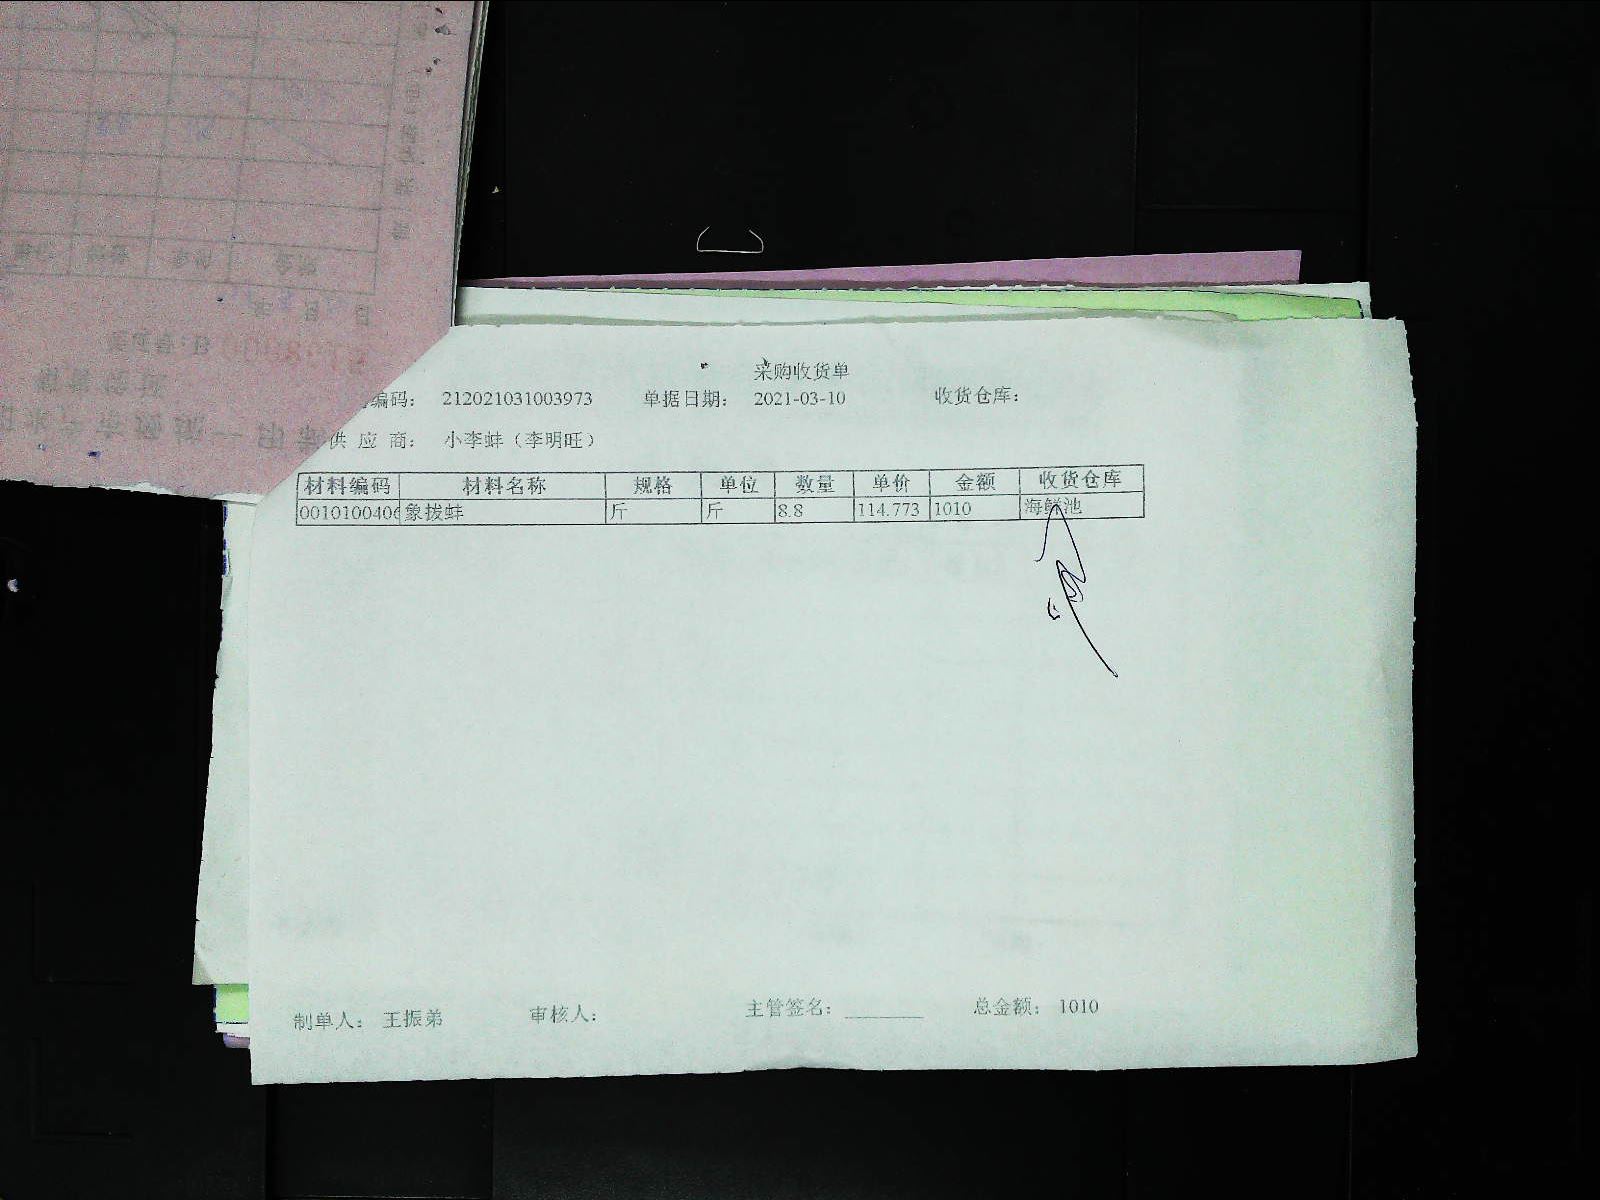 采购收货单
编码: 212021031003973 单据日期: 2021-03-10 收货仓库:
供应商: 小李蚌（李明旺）
材料编码 材料名称 规格 单位 数量 单价 金额 收货仓库
0010100406 象拔蚌 斤 斤 8.8 114.773 1010 海鲜池
制单人: 王振弟 审核人: 主管签名: ________ 总金额: 1010